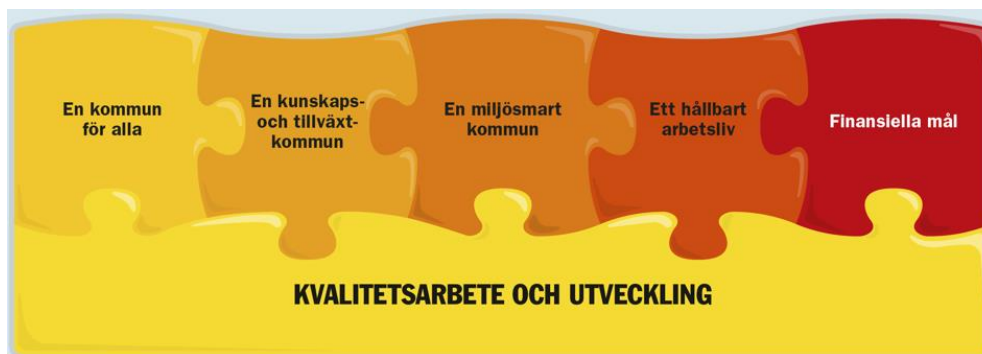 En kommun
för alla
En kunskaps-
och tillväxt-
kommun
En miljösmart
kommun
Ett hållbart
arbetsliv
Finansiella mål
KVALITETSARBETE OCH UTVECKLING